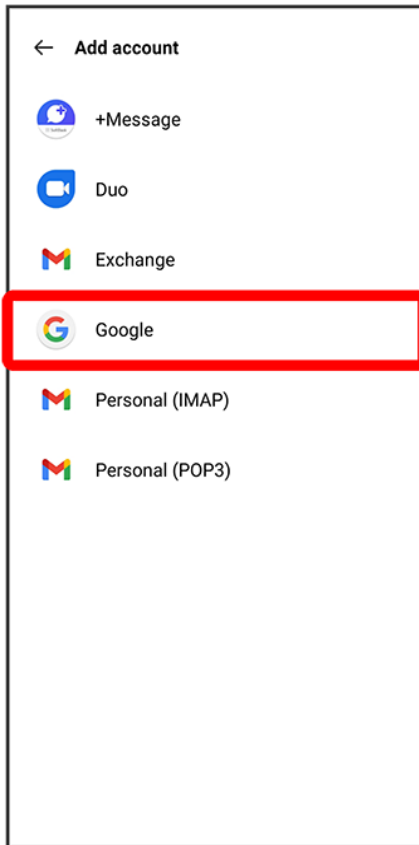 Add account
+Message
Duo
Exchange
Google
Personal (IMAP)
Personal (POP3)